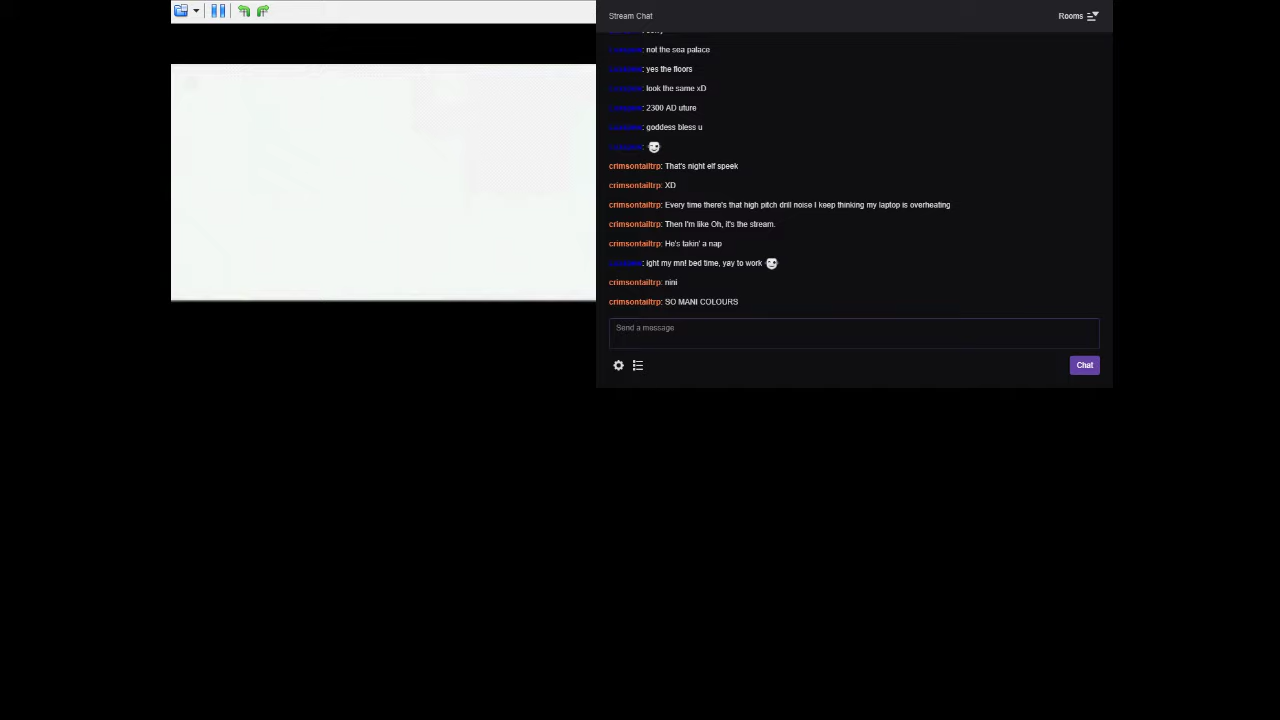 Stream Chat
Rooms
: not the sea palace
: yes the floors
: look the same xD
: 2300 AD uture
: goddess bless u
:
crimsontailtrp: That's night elf speek
crimsontailtrp: XD
crimsontailtrp: Every time there's that high pitch drill noise I keep thinking my laptop is overheating
crimsontailtrp: Then I'm like Oh, it's the stream.
crimsontailtrp: He's takin' a nap
: ight my mn! bed time, yay to work
crimsontailtrp: nini
crimsontailtrp: SO MANI COLOURS
Send a message
Chat